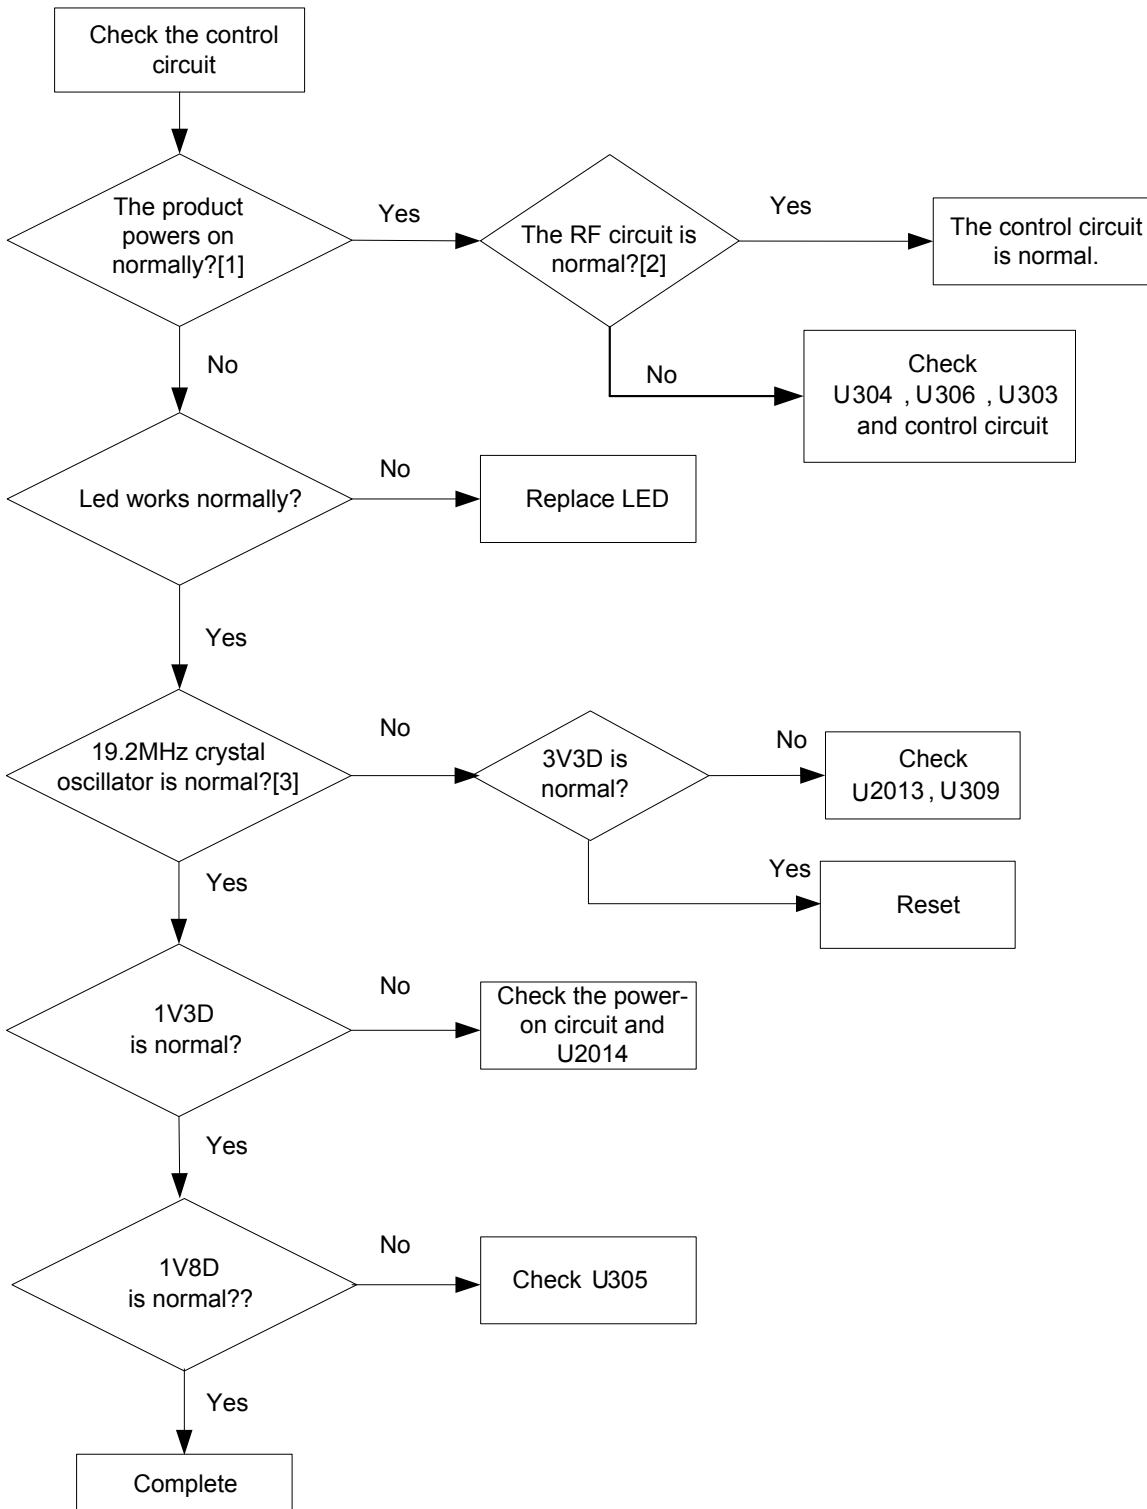 Check the control
circuit
The product
powers on
normally?[1]
Yes
The RF circuit is
normal?[2]
Yes
The control circuit
is normal.
No
No
Check
U304 , U306 , U303
and control circuit
Led works normally?
No
Replace LED
Yes
19.2MHz crystal
oscillator is normal?[3]
No
3V3D is
normal?
No
Check
U2013 , U309
Yes
Yes
Reset
1V3D
is normal?
No
Check the power-
on circuit and
U2014
Yes
1V8D
is normal??
No
Check U305
Yes
Complete